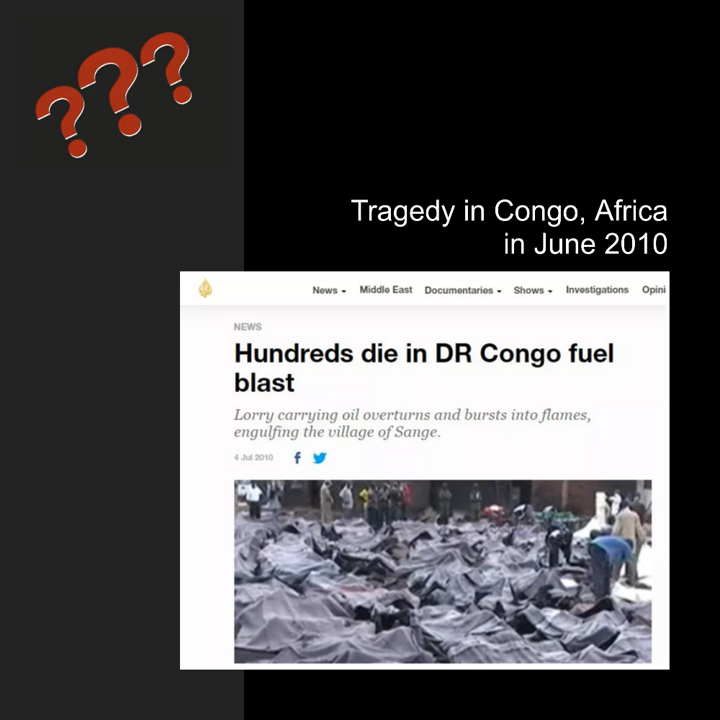 ???
Tragedy in Congo, Africa
in June 2010
News Middle East Documentaries Shows Investigations Opini
NEWS
Hundreds die in DR Congo fuel
blast
Lorry carrying oil overturns and bursts into flames,
engulfing the village of Sange.
4 Jul 2010